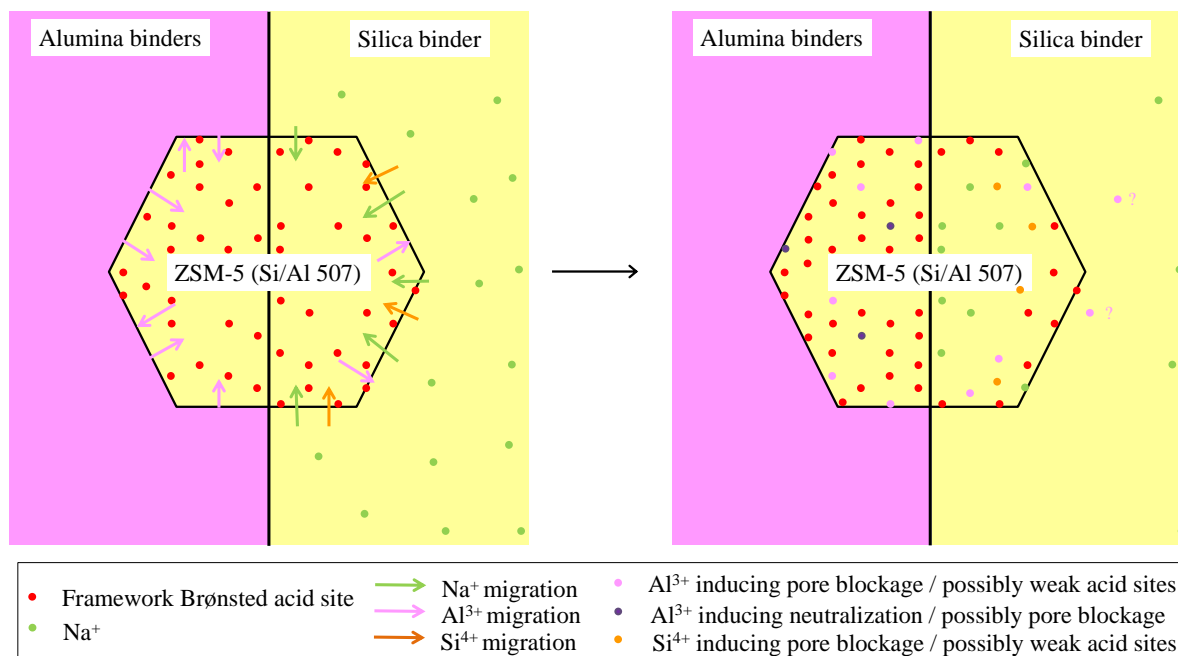 Alumina binders
Silica binder
ZSM-5 (Si/Al 507)
Alumina binders
Silica binder
ZSM-5 (Si/Al 507)
?
?
Framework Brønsted acid site
Na⁺
Na⁺ migration
Al³⁺ migration
Si⁴⁺ migration
Al³⁺ inducing pore blockage / possibly weak acid sites
Al³⁺ inducing neutralization / possibly pore blockage
Si⁴⁺ inducing pore blockage / possibly weak acid sites